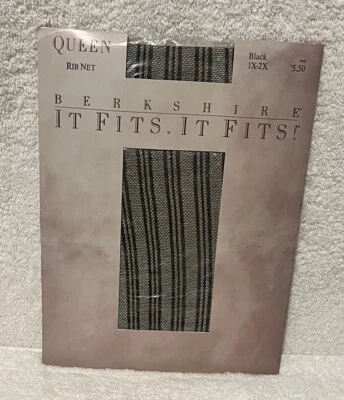 QUEEN
RIB NET
Black
1X-2X
$5.50
BERKSHIRE
IT FITS. IT FITS!